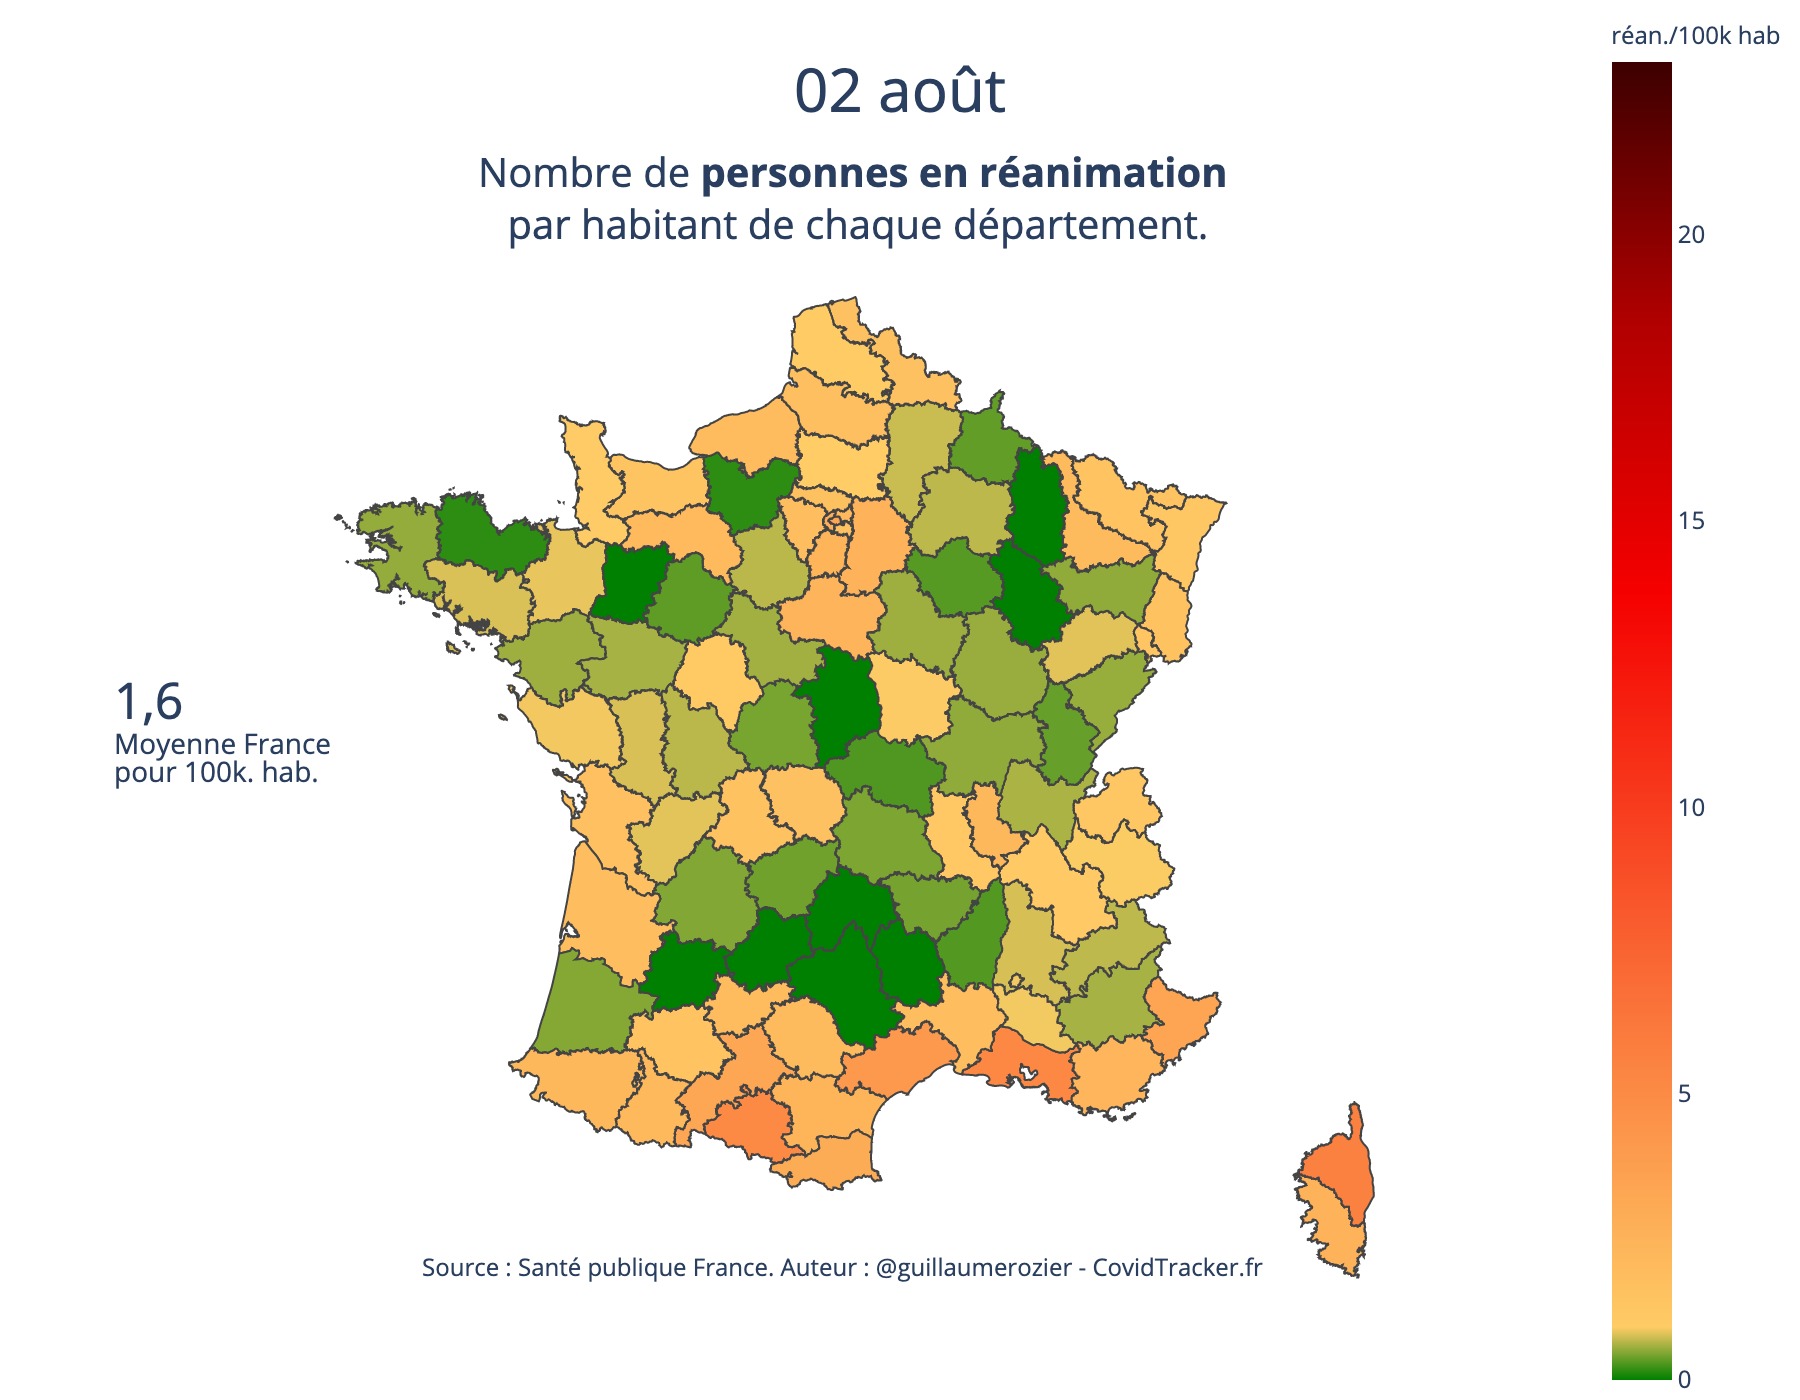 réan./100k hab
02 août
Nombre de personnes en réanimation
par habitant de chaque département.
20
15
10
5
0
1,6
Moyenne France
pour 100k. hab.
Source : Santé publique France. Auteur : @guillaumerozier - CovidTracker.fr